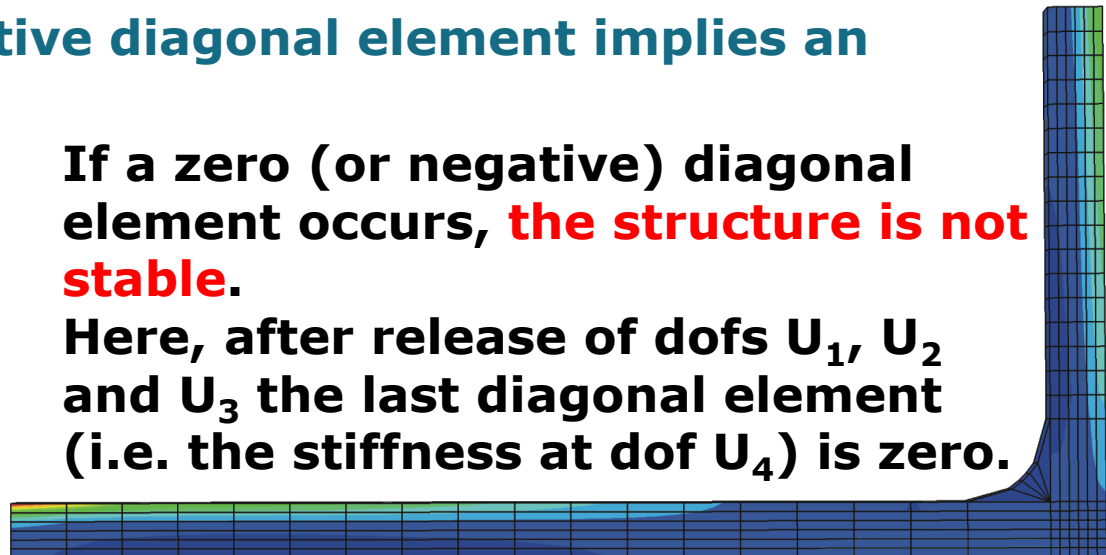 tive diagonal element implies an
If a zero (or negative) diagonal
element occurs, the structure is not
stable.
Here, after release of dofs U₁, U₂
and U₃ the last diagonal element
(i.e. the stiffness at dof U₄) is zero.